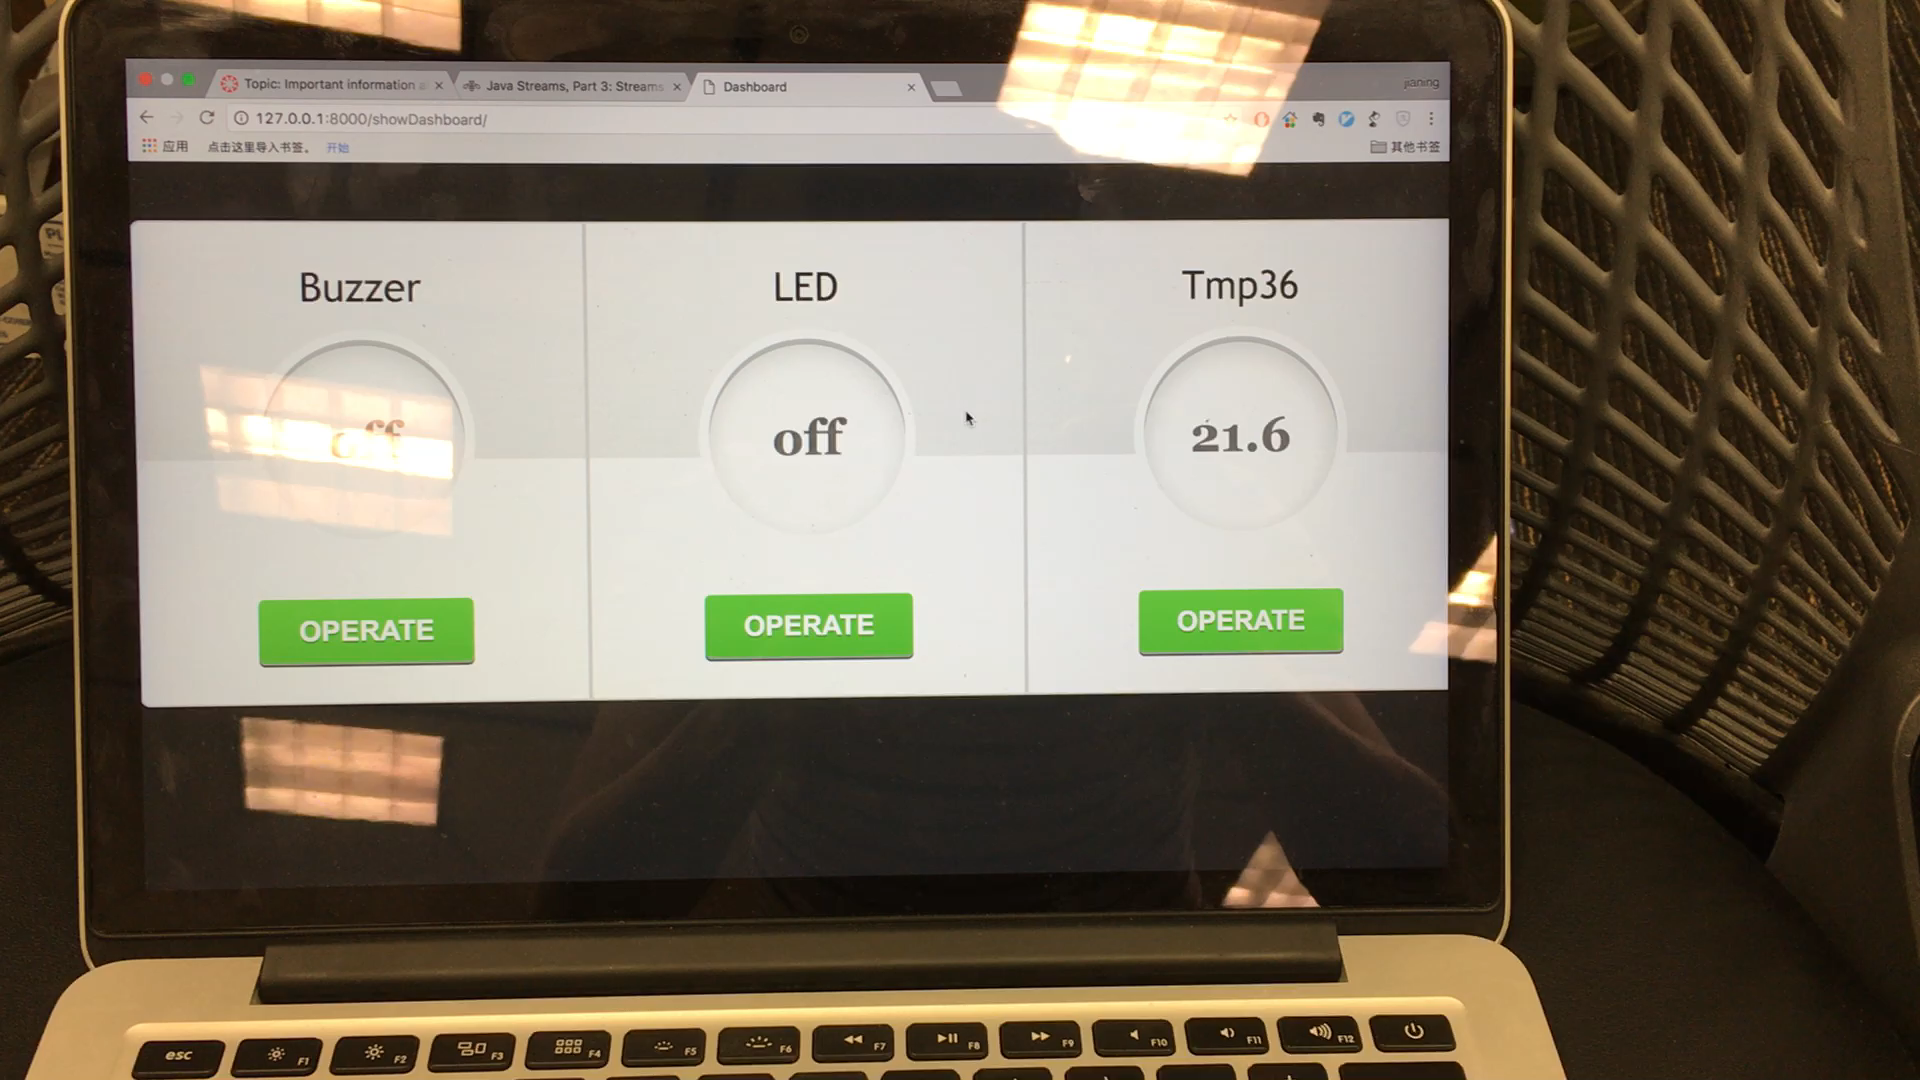 Topic: Important information a
Java Streams, Part 3: Streams
Dashboard
jianing
127.0.0.1:8000/showDashboard/
应用 点击这里导入书签。 开始
其他书签
Buzzer
LED
Tmp36
off
off
21.6
OPERATE
OPERATE
OPERATE
esc
F1
F2
F3
F4
F5
F6
F7
F8
F9
F10
F11
F12